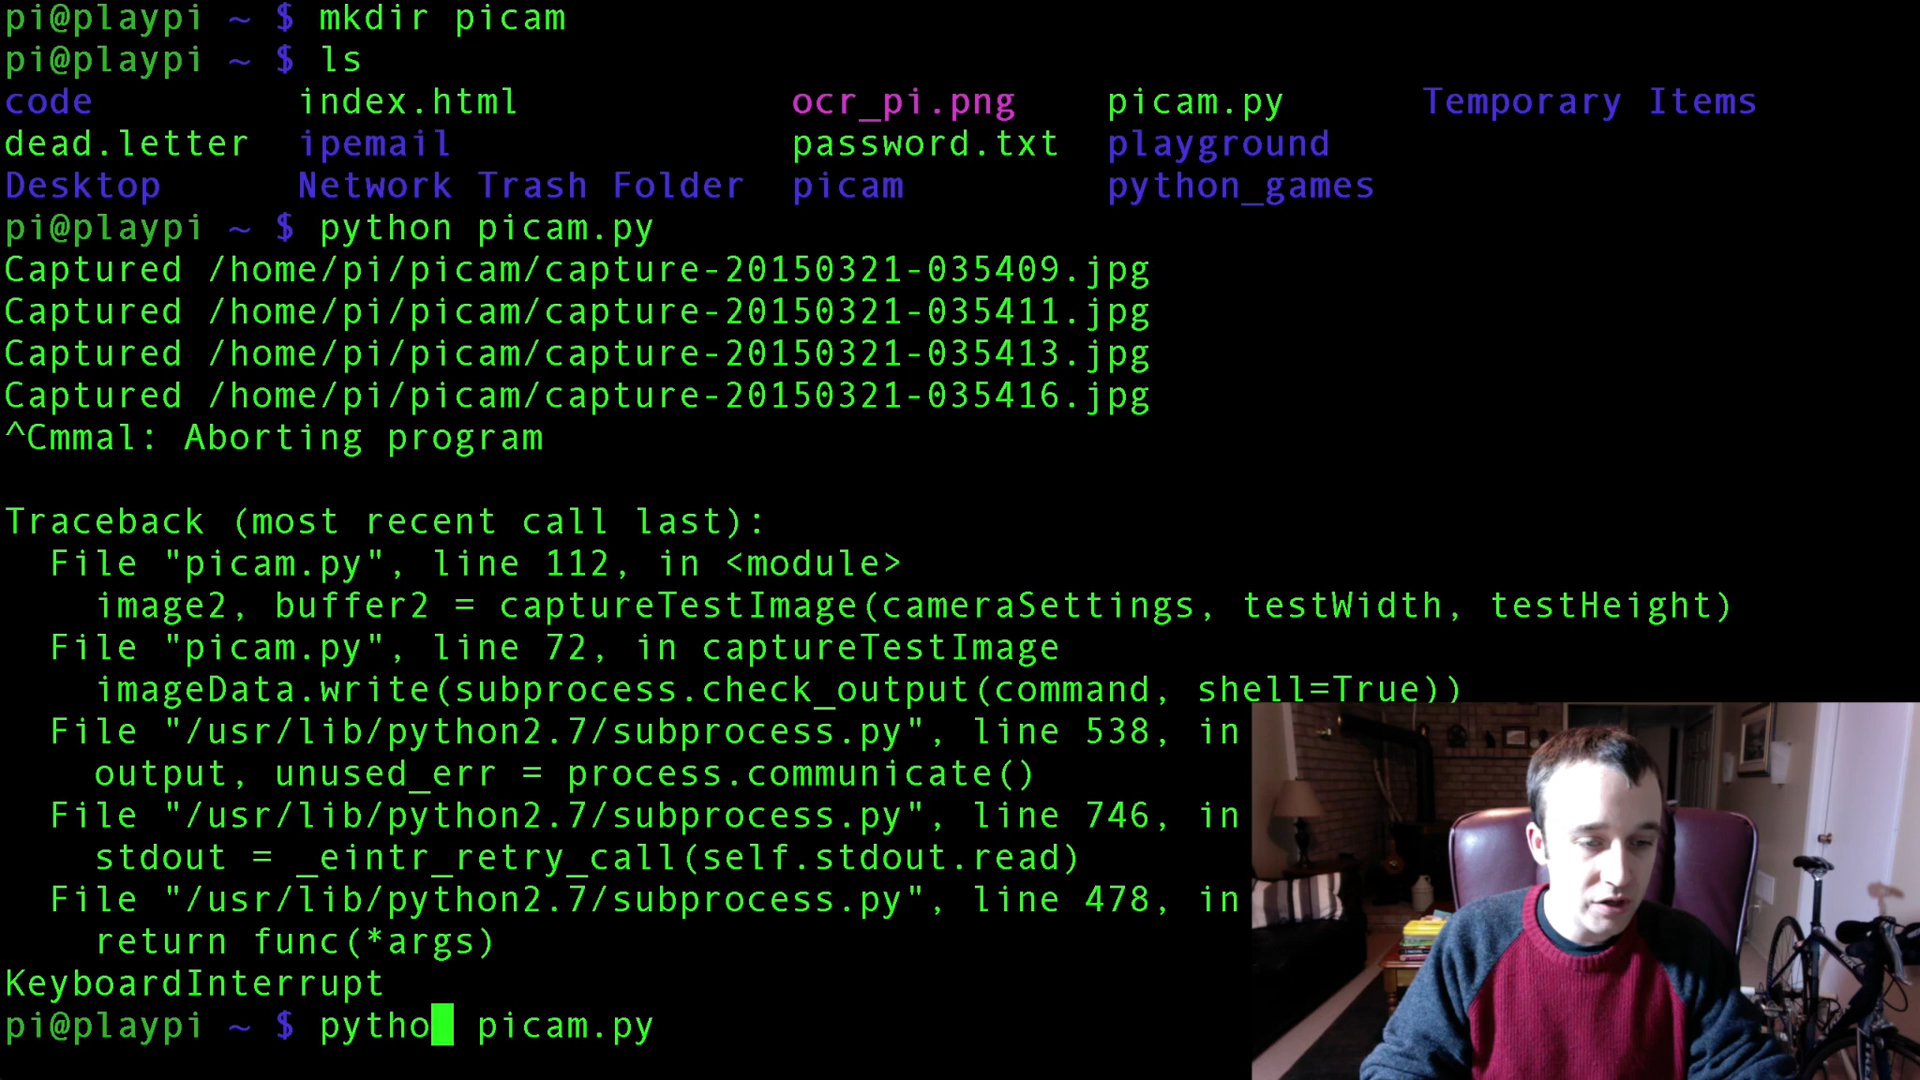 pi@playpi ~ $ mkdir picam
pi@playpi ~ $ ls
code index.html ocr_pi.png picam.py Temporary Items
dead.letter ipemail password.txt playground
Desktop Network Trash Folder picam python_games
pi@playpi ~ $ python picam.py
Captured /home/pi/picam/capture-20150321-035409.jpg
Captured /home/pi/picam/capture-20150321-035411.jpg
Captured /home/pi/picam/capture-20150321-035413.jpg
Captured /home/pi/picam/capture-20150321-035416.jpg
^Cmmal: Aborting program
Traceback (most recent call last):
File "picam.py", line 112, in <module>
image2, buffer2 = captureTestImage(cameraSettings, testWidth, testHeight)
File "picam.py", line 72, in captureTestImage
imageData.write(subprocess.check_output(command, shell=True))
File "/usr/lib/python2.7/subprocess.py", line 538, in
output, unused_err = process.communicate()
File "/usr/lib/python2.7/subprocess.py", line 746, in
stdout = _eintr_retry_call(self.stdout.read)
File "/usr/lib/python2.7/subprocess.py", line 478, in
return func(*args)
KeyboardInterrupt
pi@playpi ~ $ pytho picam.py